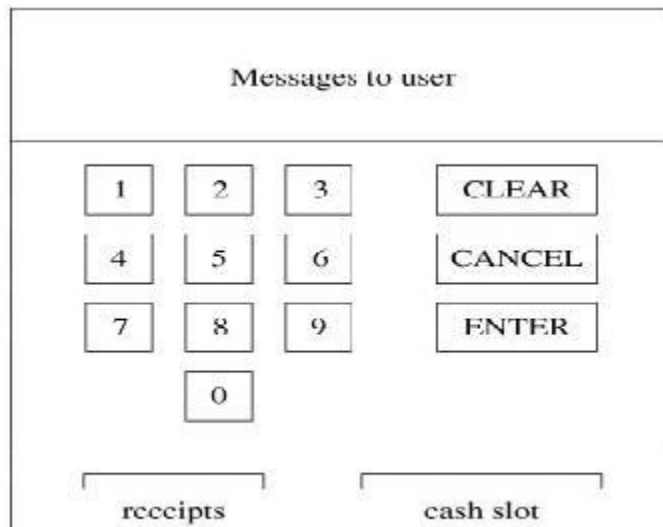 Messages to user
1 2 3 CLEAR
4 5 6 CANCEL
7 8 9 ENTER
0
receipts cash slot